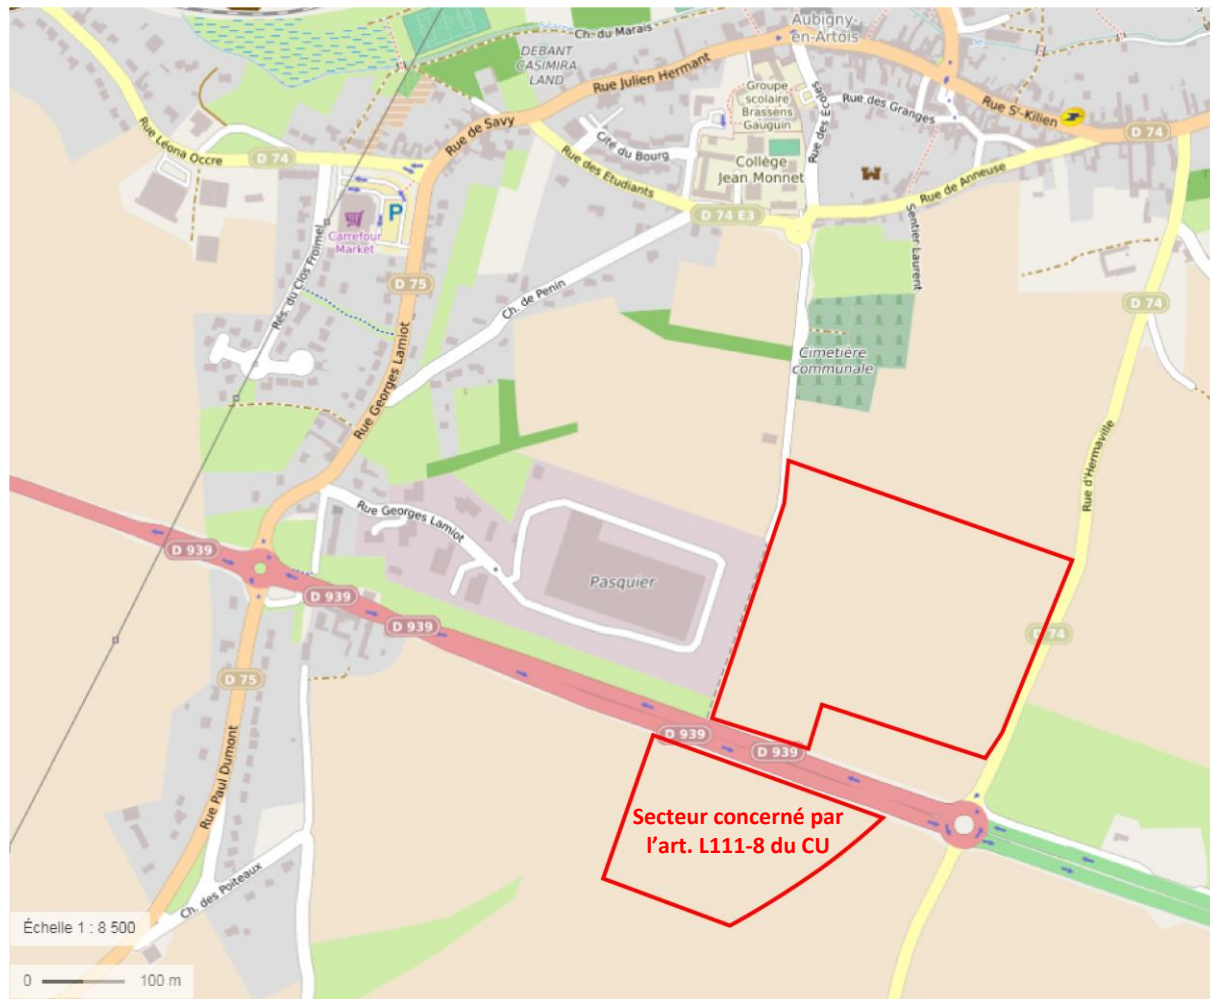 Aubigny-
en-Artois
Ch. du Marais
DEBANT
CASIMIRA
LAND
Rue Julien Hermant
Groupe
scolaire
Brassens
Gauguin
Rue des Écoles
Rue des Granges
Rue St-Kilien
D 74
Rue Léona Occre
D 74
Rue de Savy
Cité du Bourg
Rue des Etudiants
Collège
Jean Monnet
Rue de Anneuse
D 74 E3
Sentier Laurent
P
Carrefour
Market
Rés. du Clos Froimel
D 75
Ch. de Penin
D 74
Rue Georges Lamiot
Cimetière
communale
Rue d'Hermaville
Rue Georges Lamiot
D 939
Pasquier
D 939
D 939
D 74
D 75
D 939
D 939
Rue Paul Dumont
Secteur concerné par
l'art. L111-8 du CU
Ch. des Poiteaux
Échelle 1 : 8 500
0 100 m